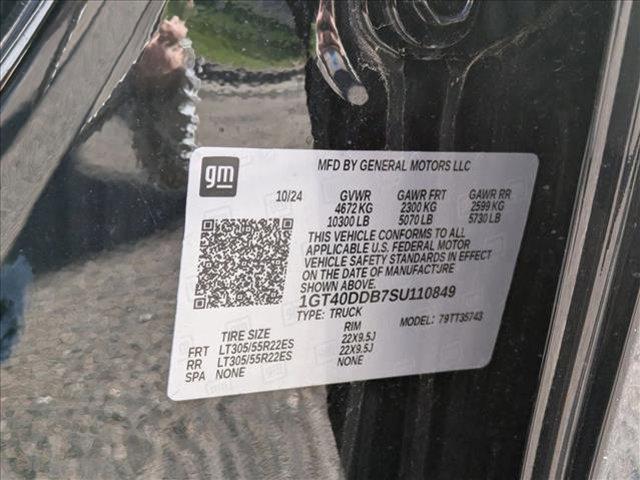 gm
MFD BY GENERAL MOTORS LLC
10/24 GVWR GAWR FRT GAWR RR
4672 KG 2300 KG 2599 KG
10300 LB 5070 LB 5730 LB
THIS VEHICLE CONFORMS TO ALL
APPLICABLE U.S. FEDERAL MOTOR
VEHICLE SAFETY STANDARDS IN EFFECT
ON THE DATE OF MANUFACTURE
SHOWN ABOVE.
1GT40DDB7SU110849
TYPE: TRUCK MODEL: 79TT35743
TIRE SIZE RIM
FRT LT305/55R22ES 22X9.5J
RR LT305/55R22ES 22X9.5J
SPA NONE NONE